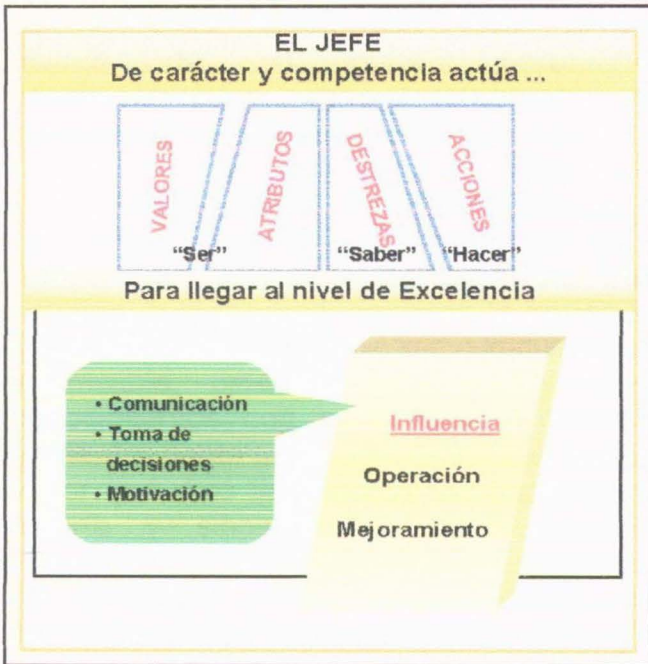 EL JEFE
De carácter y competencia actúa ...
VALORES
ATRIBUTOS
DESTREZAS
ACCIONES
“Ser”
“Saber”
“Hacer”
Para llegar al nivel de Excelencia
• Comunicación
• Toma de
decisiones
• Motivación
Influencia
Operación
Mejoramiento